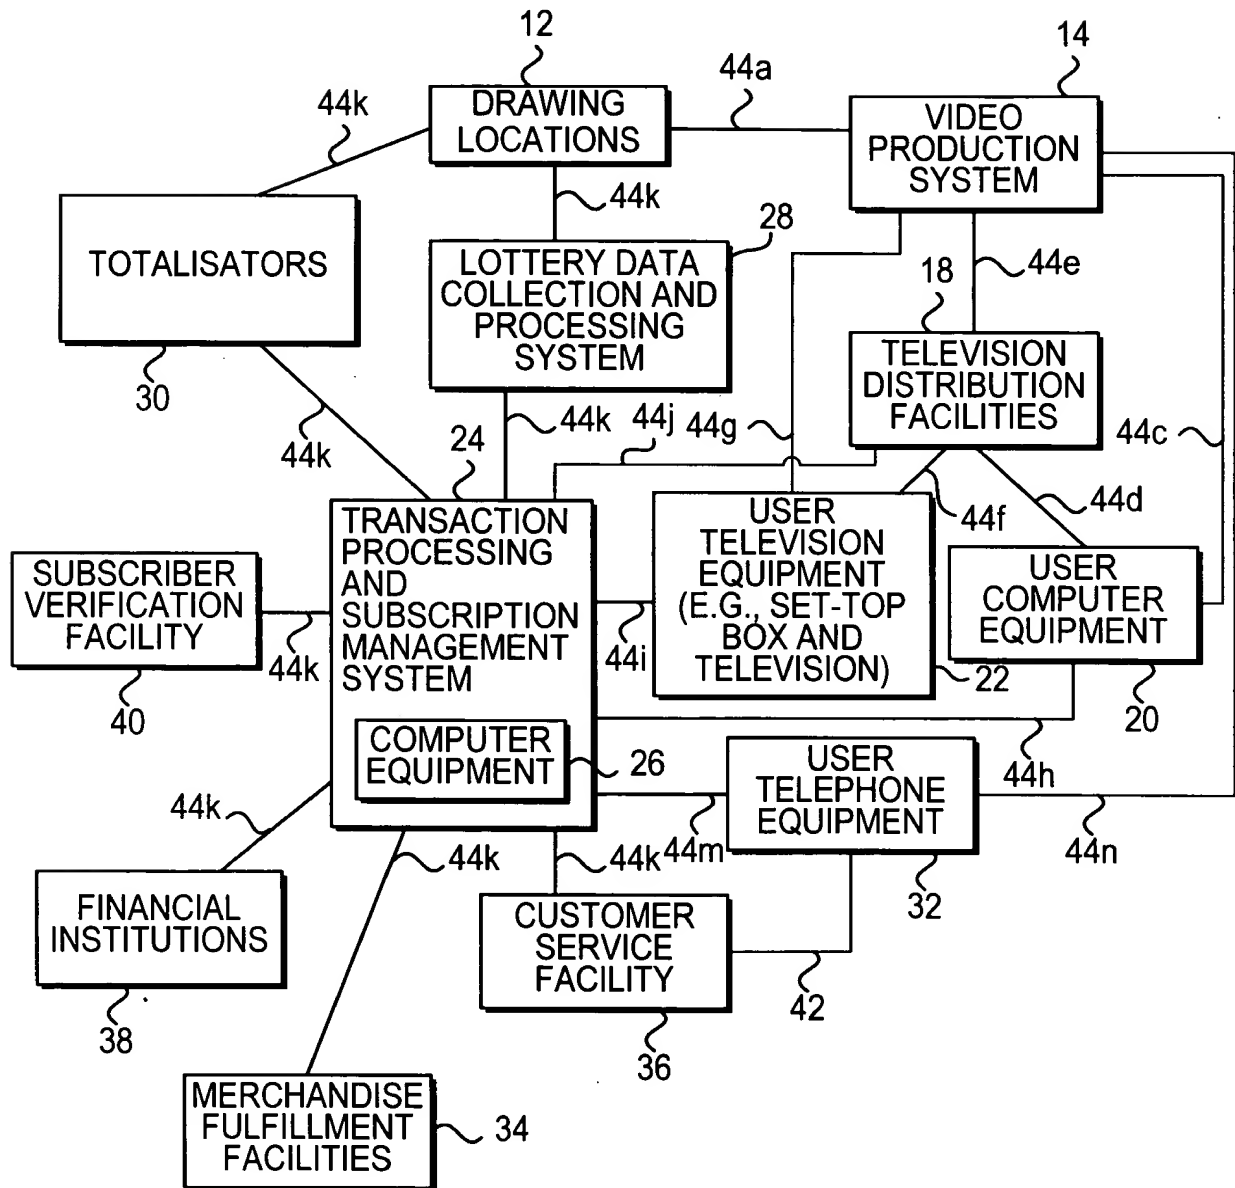 12
14
44a
44k
DRAWING
LOCATIONS
VIDEO
PRODUCTION
SYSTEM
44k
28
TOTALISATORS
LOTTERY DATA
COLLECTION AND
PROCESSING
SYSTEM
44e
18
TELEVISION
DISTRIBUTION
FACILITIES
30
44k
24
44k
44j
44g
44c
44f
44d
TRANSACTION
PROCESSING
AND
SUBSCRIPTION
MANAGEMENT
SYSTEM
USER
TELEVISION
EQUIPMENT
(E.G., SET-TOP
BOX AND
TELEVISION)
USER
COMPUTER
EQUIPMENT
SUBSCRIBER
VERIFICATION
FACILITY
44k
44i
22
40
20
COMPUTER
EQUIPMENT
26
USER
TELEPHONE
EQUIPMENT
44h
44k
44k
44k
44m
44n
32
FINANCIAL
INSTITUTIONS
CUSTOMER
SERVICE
FACILITY
42
38
36
MERCHANDISE
FULFILLMENT
FACILITIES
34